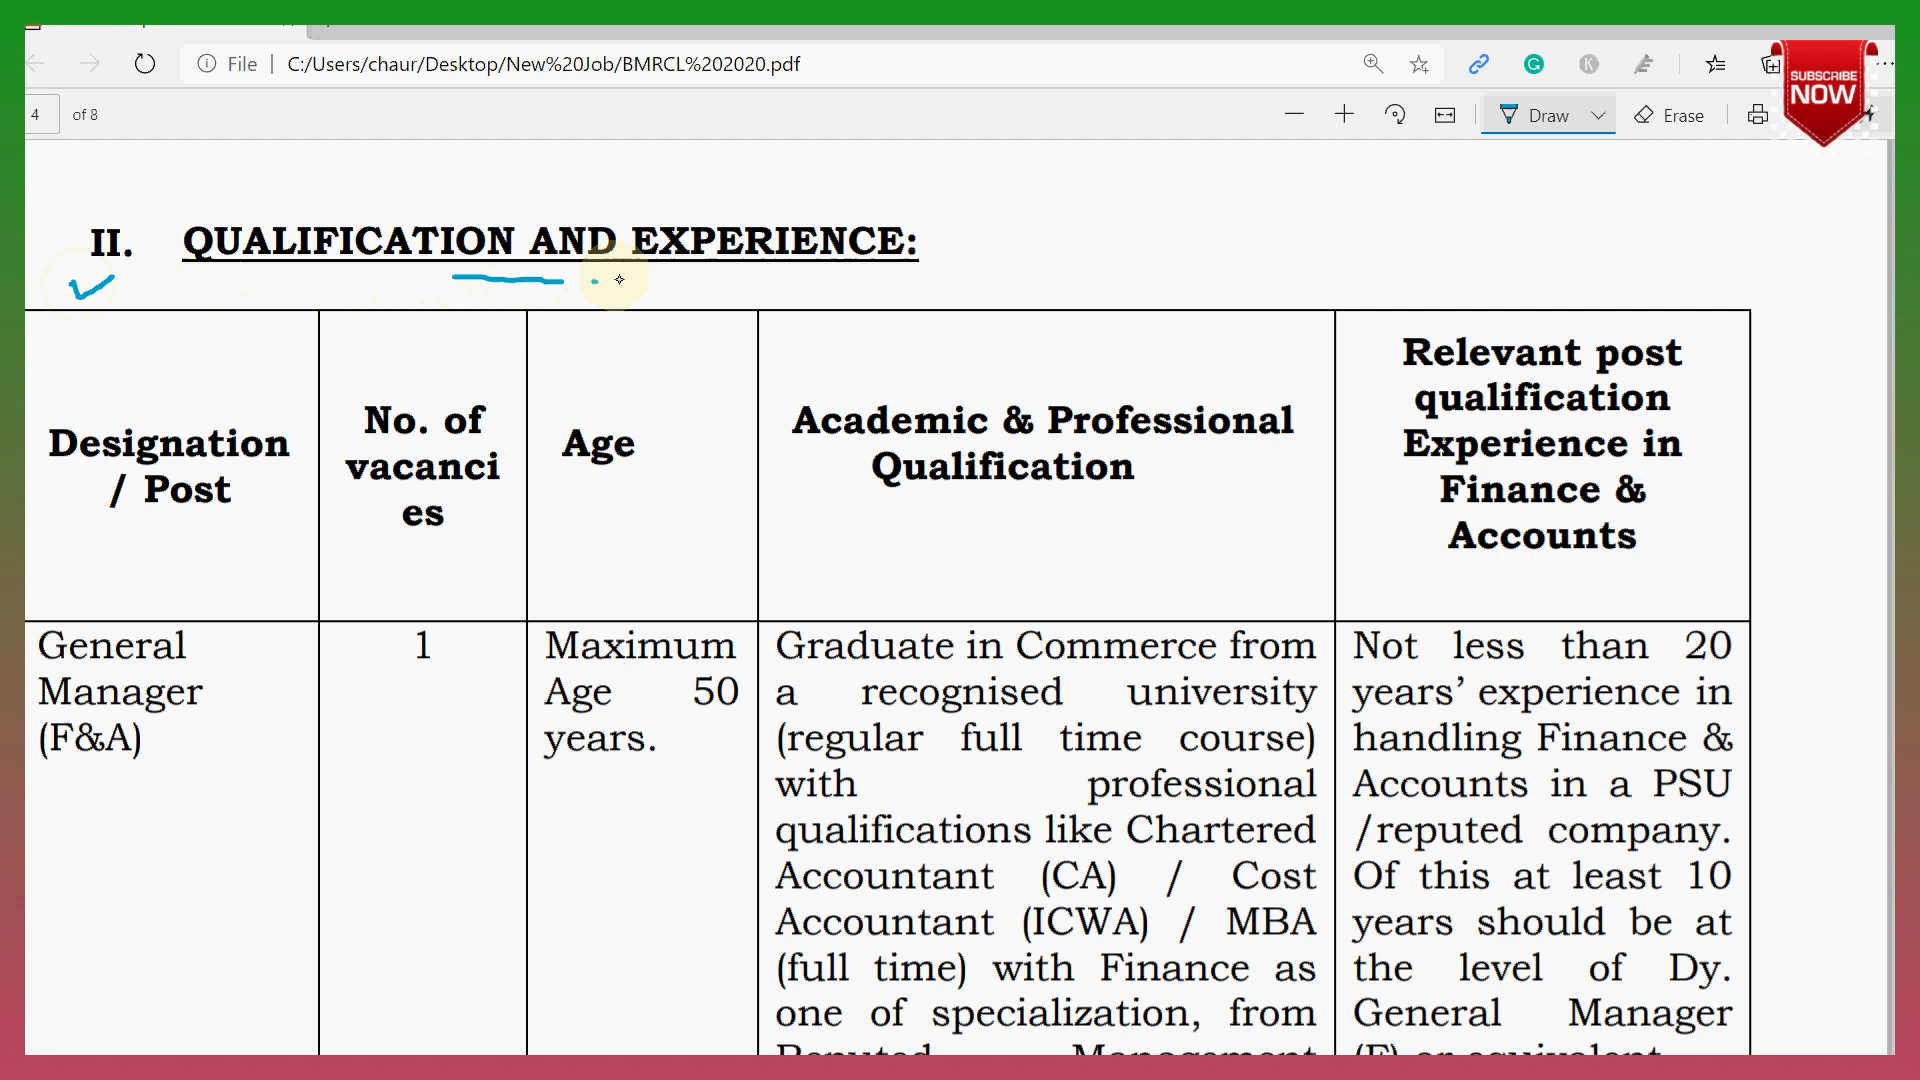 File
C:/Users/chaur/Desktop/New%20Job/BMRCL%202020.pdf
SUBSCRIBE
NOW
4 of 8
Draw
Erase
II. QUALIFICATION AND EXPERIENCE:
Designation
/ Post
No. of
vacanci
es
Age
Academic & Professional
Qualification
Relevant post
qualification
Experience in
Finance &
Accounts
General
Manager
(F&A)
1
Maximum
Age 50
years.
Graduate in Commerce from
a recognised university
(regular full time course)
with professional
qualifications like Chartered
Accountant (CA) / Cost
Accountant (ICWA) / MBA
(full time) with Finance as
one of specialization, from
Reputed Management
Not less than 20
years’ experience in
handling Finance &
Accounts in a PSU
/reputed company.
Of this at least 10
years should be at
the level of Dy.
General Manager
(F) or equivalent